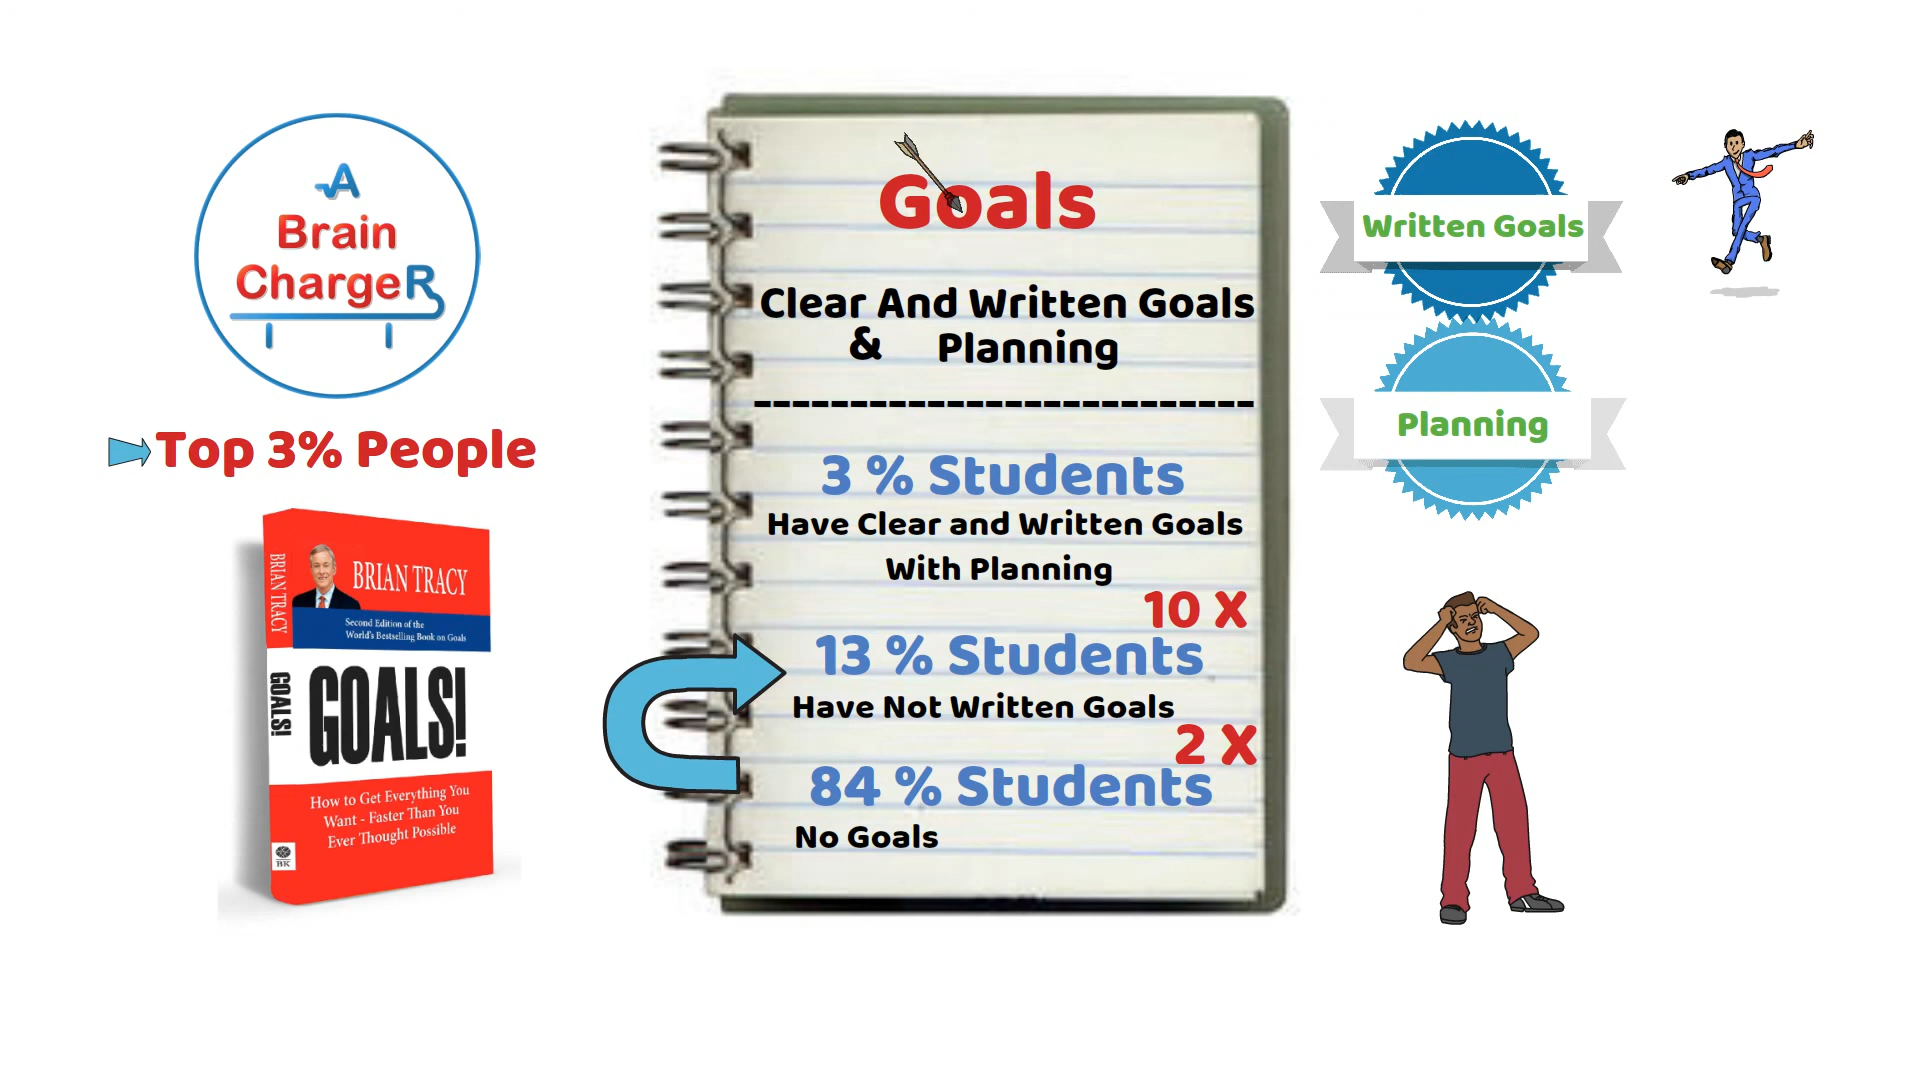 A
Brain
ChargeR
Top 3% People
BRIAN TRACY
GOALS!
BRIAN TRACY
Second Edition of the
World's Bestselling Book on Goals
GOALS!
How to Get Everything You
Want - Faster Than You
Ever Thought Possible
BK
Goals
Clear And Written Goals
& Planning
--------------------------
3 % Students
Have Clear and Written Goals
With Planning
10 X
13 % Students
Have Not Written Goals
2 X
84 % Students
No Goals
Written Goals
Planning